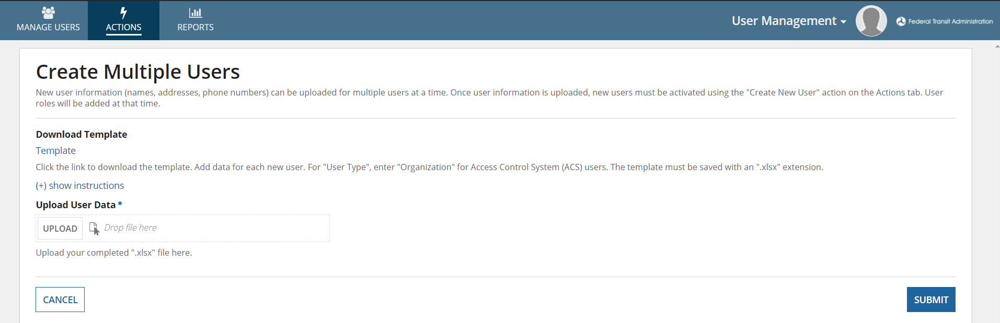 MANAGE USERS
ACTIONS
REPORTS
User Management
Federal Transit Administration
Create Multiple Users
New user information (names, addresses, phone numbers) can be uploaded for multiple users at a time. Once user information is uploaded, new users must be activated using the "Create New User" action on the Actions tab. User
roles will be added at that time.
Download Template
Template
Click the link to download the template. Add data for each new user. For "User Type", enter "Organization" for Access Control System (ACS) users. The template must be saved with an ".xlsx" extension.
(+) show instructions
Upload User Data *
UPLOAD
Drop file here
Upload your completed ".xlsx" file here.
CANCEL
SUBMIT